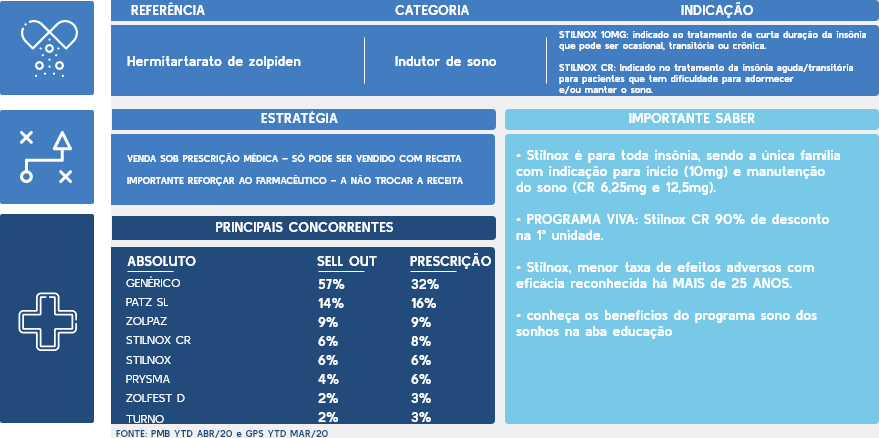 REFERÊNCIA
CATEGORIA
INDICAÇÃO
Hermitartarato de zolpiden
Indutor de sono
STILNOX 10MG: indicado ao tratamento de curta duração da insônia
que pode ser ocasional, transitória ou crônica.
STILNOX CR: Indicado no tratamento da insônia aguda/transitória
para pacientes que tem dificuldade para adormecer
e/ou manter o sono.
ESTRATÉGIA
VENDA SOB PRESCRIÇÃO MÉDICA – SÓ PODE SER VENDIDO COM RECEITA
IMPORTANTE REFORÇAR AO FARMACÊUTICO – A NÃO TROCAR A RECEITA
IMPORTANTE SABER
- Stilnox é para toda insônia, sendo a única família
com indicação para início (10mg) e manutenção
do sono (CR 6,25mg e 12,5mg).
- PROGRAMA VIVA: Stilnox CR 90% de desconto
na 1ª unidade.
- Stilnox, menor taxa de efeitos adversos com
eficácia reconhecida há MAIS de 25 ANOS.
- conheça os benefícios do programa sono dos
sonhos na aba educação
PRINCIPAIS CONCORRENTES
ABSOLUTO SELL OUT PRESCRIÇÃO
GENÉRICO 57% 32%
PATZ SL 14% 16%
ZOLPAZ 9% 9%
STILNOX CR 6% 8%
STILNOX 6% 6%
PRYSMA 4% 6%
ZOLFEST D 2% 3%
TURNO 2% 3%
FONTE: PMB YTD ABR/20 e GPS YTD MAR/20